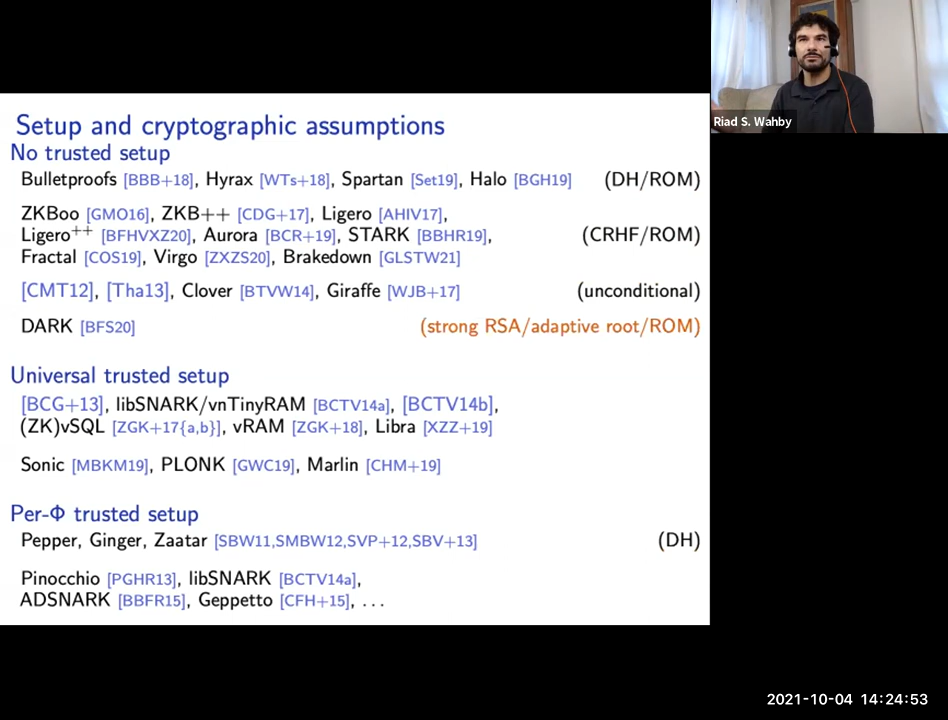 Setup and cryptographic assumptions
No trusted setup
Bulletproofs [BBB+18], Hyrax [WTs+18], Spartan [Set19], Halo [BGH19] (DH/ROM)
ZKBoo [GMO16], ZKB++ [CDG+17], Ligero [AHIV17],
Ligero++ [BFHVXZ20], Aurora [BCR+19], STARK [BBHR19], (CRHF/ROM)
Fractal [COS19], Virgo [ZXZS20], Brakedown [GLSTW21]
[CMT12], [Tha13], Clover [BTVW14], Giraffe [WJB+17] (unconditional)
DARK [BFS20] (strong RSA/adaptive root/ROM)
Universal trusted setup
[BCG+13], libSNARK/vnTinyRAM [BCTV14a], [BCTV14b],
(ZK)vSQL [ZGK+17{a,b}], vRAM [ZGK+18], Libra [XZZ+19]
Sonic [MBKM19], PLONK [GWC19], Marlin [CHM+19]
Per-Φ trusted setup
Pepper, Ginger, Zaatar [SBW11,SMBW12,SVP+12,SBV+13] (DH)
Pinocchio [PGHR13], libSNARK [BCTV14a],
ADSNARK [BBFR15], Geppetto [CFH+15], ...
Riad S. Wahby
2021-10-04 14:24:53